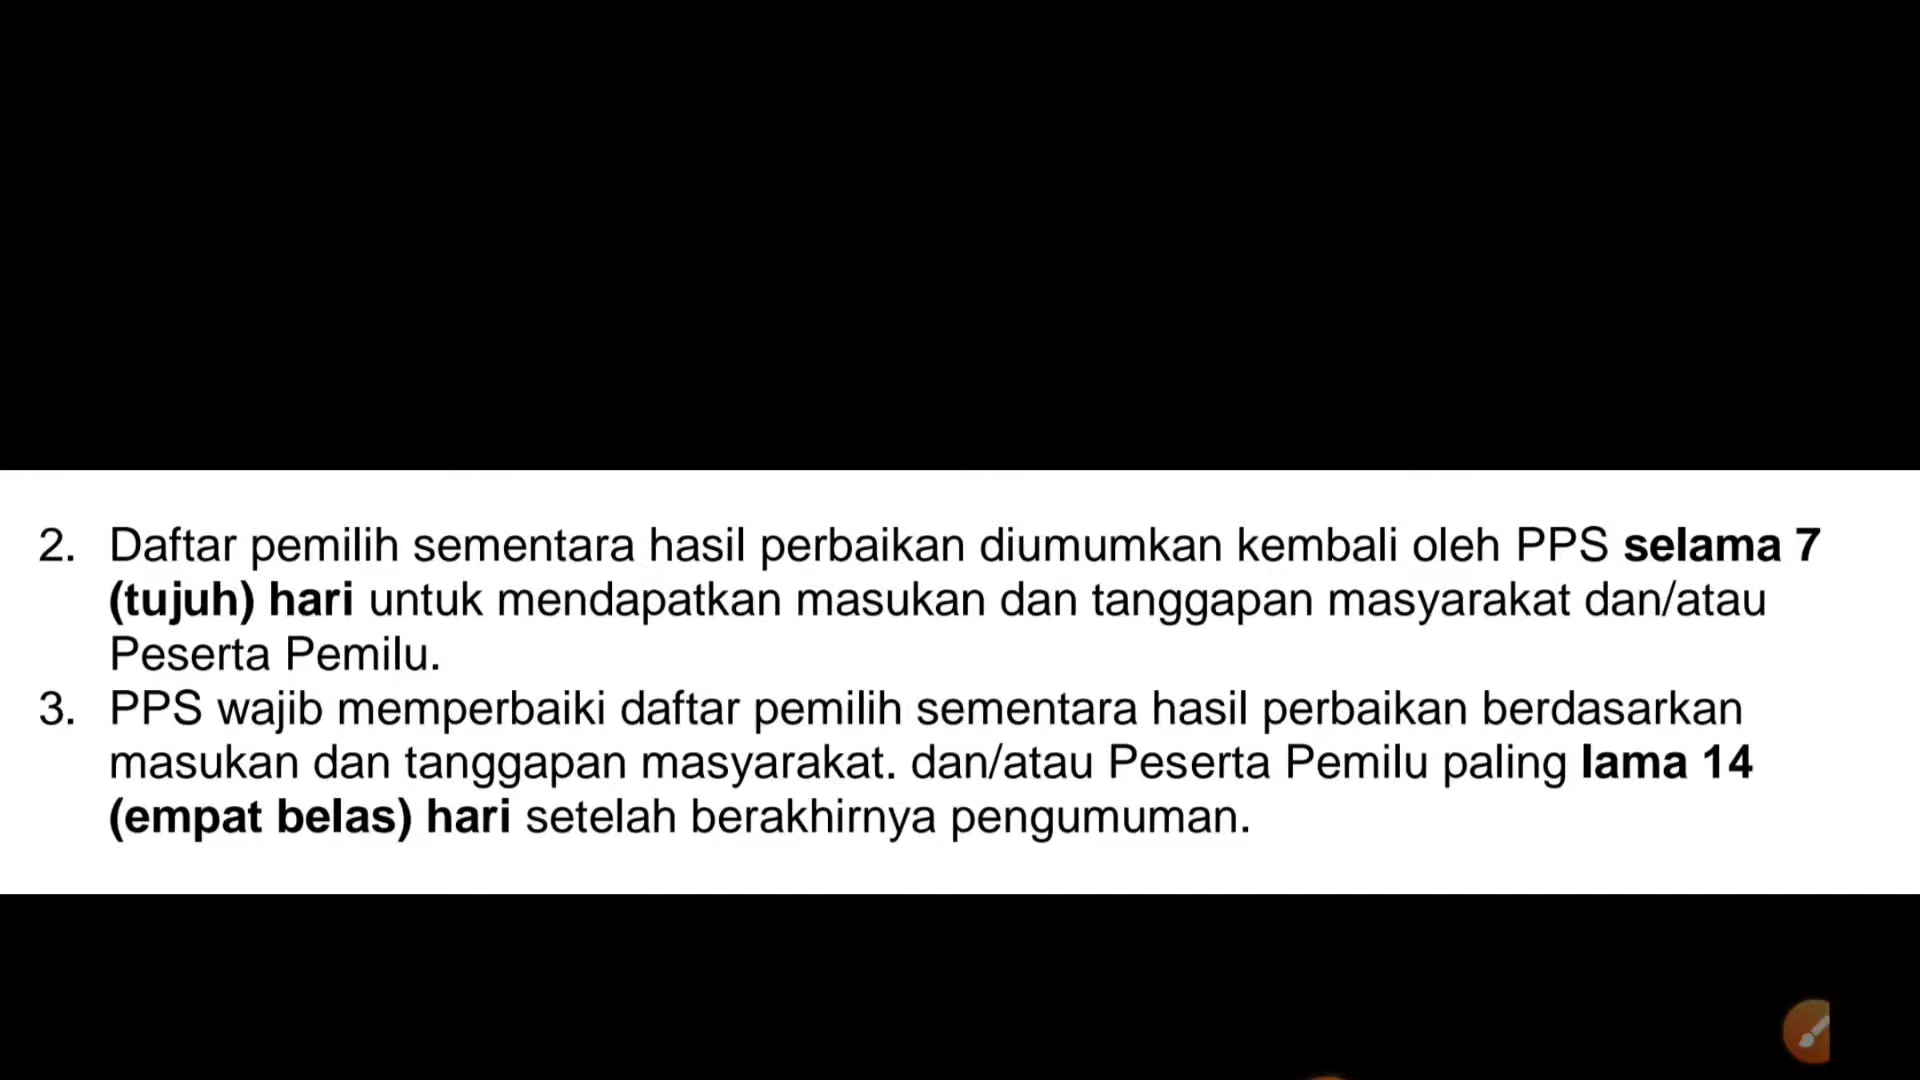 2. Daftar pemilih sementara hasil perbaikan diumumkan kembali oleh PPS selama 7
(tujuh) hari untuk mendapatkan masukan dan tanggapan masyarakat dan/atau
Peserta Pemilu.
3. PPS wajib memperbaiki daftar pemilih sementara hasil perbaikan berdasarkan
masukan dan tanggapan masyarakat. dan/atau Peserta Pemilu paling lama 14
(empat belas) hari setelah berakhirnya pengumuman.